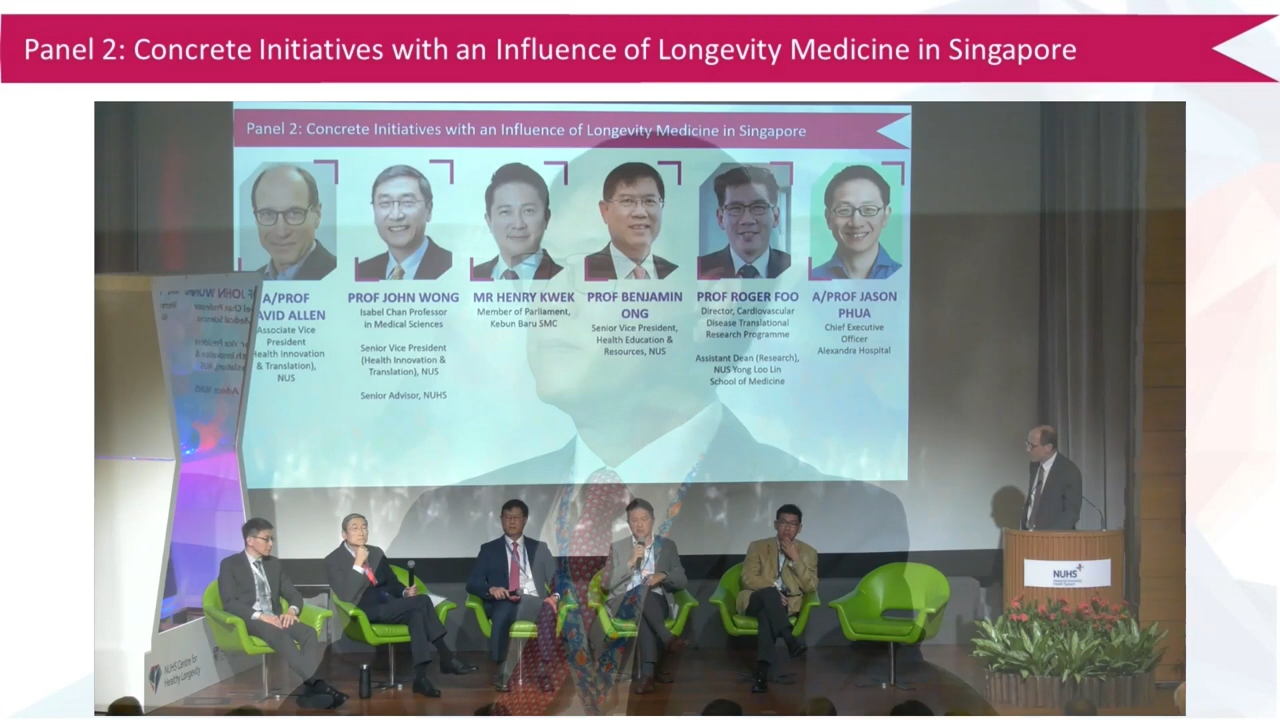 Panel 2: Concrete Initiatives with an Influence of Longevity Medicine in Singapore
Panel 2: Concrete Initiatives with an Influence of Longevity Medicine in Singapore
A/PROF
AVID ALLEN
Associate Vice
President
Health Innovation
& Translation),
NUS
PROF JOHN WONG
Isabel Chan Professor
in Medical Sciences
Senior Vice President
(Health Innovation &
Translation), NUS
Senior Advisor, NUHS
MR HENRY KWEK
Member of Parliament,
Kebun Baru SMC
PROF BENJAMIN
ONG
Senior Vice President,
Health Education &
Resources, NUS
PROF ROGER FOO
Director, Cardiovascular
Disease Translational
Research Programme
Assistant Dean (Research),
NUS Yong Loo Lin
School of Medicine
A/PROF JASON
PHUA
Chief Executive
Officer
Alexandra Hospital
NUHS
NUHS Centre for
Healthy Longevity